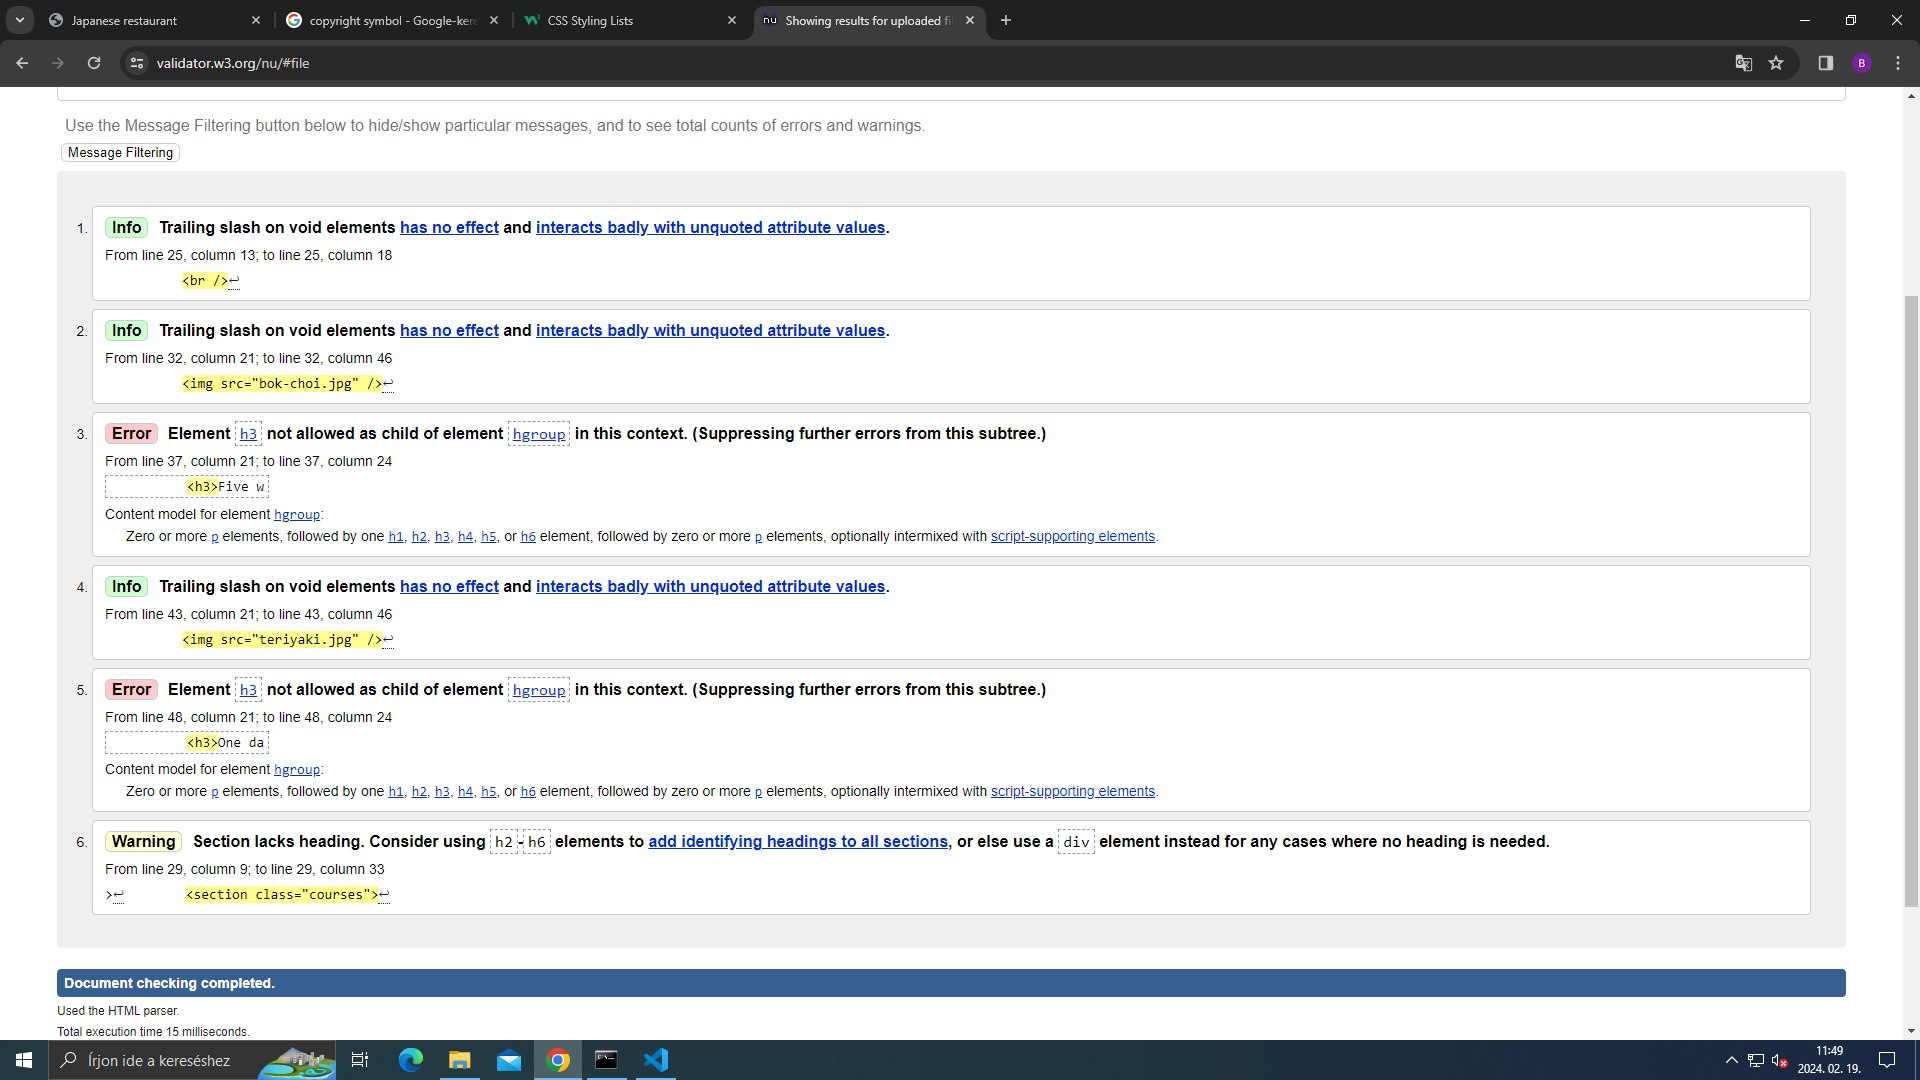 Japanese restaurant
copyright symbol - Google-kere
CSS Styling Lists
nu Showing results for uploaded fi
validator.w3.org/nu/#file
B
Use the Message Filtering button below to hide/show particular messages, and to see total counts of errors and warnings.
Message Filtering
1. Info Trailing slash on void elements has no effect and interacts badly with unquoted attribute values.
From line 25, column 13; to line 25, column 18
<br />↩
2. Info Trailing slash on void elements has no effect and interacts badly with unquoted attribute values.
From line 32, column 21; to line 32, column 46
<img src="bok-choi.jpg" />↩
3. Error Element h3 not allowed as child of element hgroup in this context. (Suppressing further errors from this subtree.)
From line 37, column 21; to line 37, column 24
<h3>Five w
Content model for element hgroup:
Zero or more p elements, followed by one h1, h2, h3, h4, h5, or h6 element, followed by zero or more p elements, optionally intermixed with script-supporting elements.
4. Info Trailing slash on void elements has no effect and interacts badly with unquoted attribute values.
From line 43, column 21; to line 43, column 46
<img src="teriyaki.jpg" />↩
5. Error Element h3 not allowed as child of element hgroup in this context. (Suppressing further errors from this subtree.)
From line 48, column 21; to line 48, column 24
<h3>One da
Content model for element hgroup:
Zero or more p elements, followed by one h1, h2, h3, h4, h5, or h6 element, followed by zero or more p elements, optionally intermixed with script-supporting elements.
6. Warning Section lacks heading. Consider using h2-h6 elements to add identifying headings to all sections, or else use a div element instead for any cases where no heading is needed.
From line 29, column 9; to line 29, column 33
>↩ <section class="courses">↩
Document checking completed.
Used the HTML parser.
Total execution time 15 milliseconds.
Írjon ide a kereséshez
11:49
2024. 02. 19.